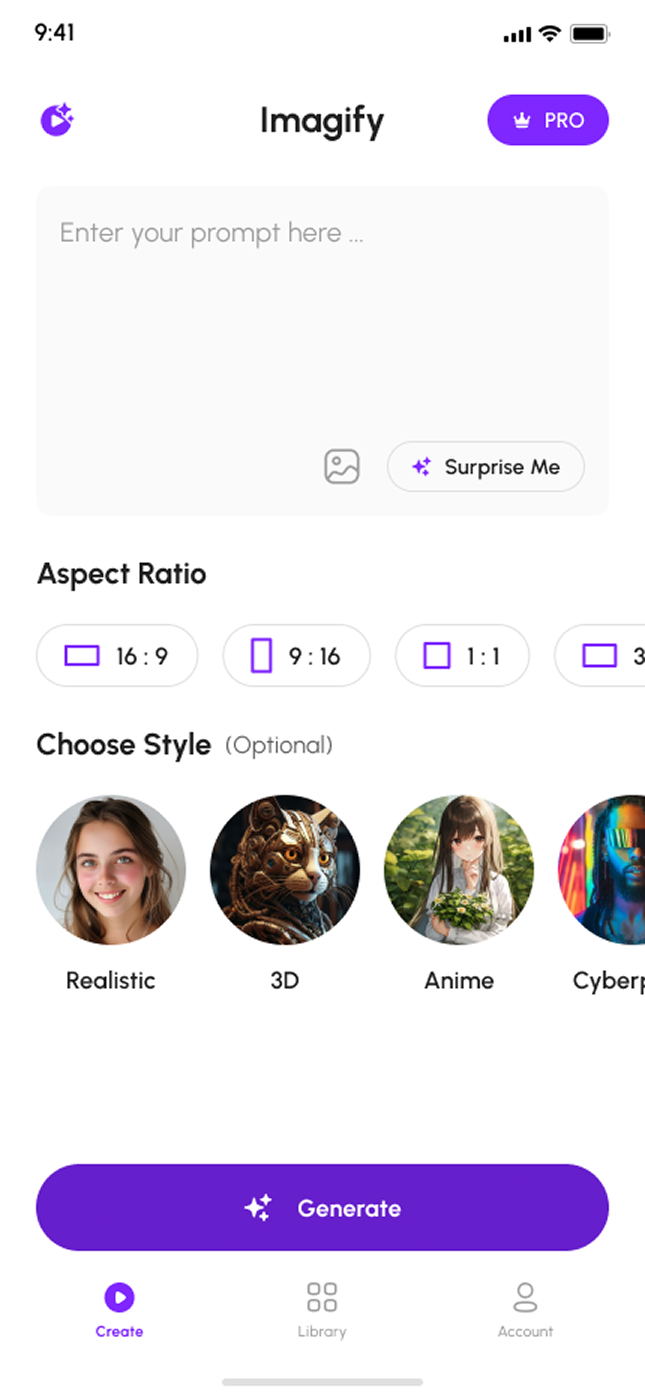 9:41
Imagify
PRO
Enter your prompt here ...
Surprise Me
Aspect Ratio
16 : 9
9 : 16
1 : 1
3
Choose Style (Optional)
Realistic
3D
Anime
Cyberp
Generate
Create
Library
Account